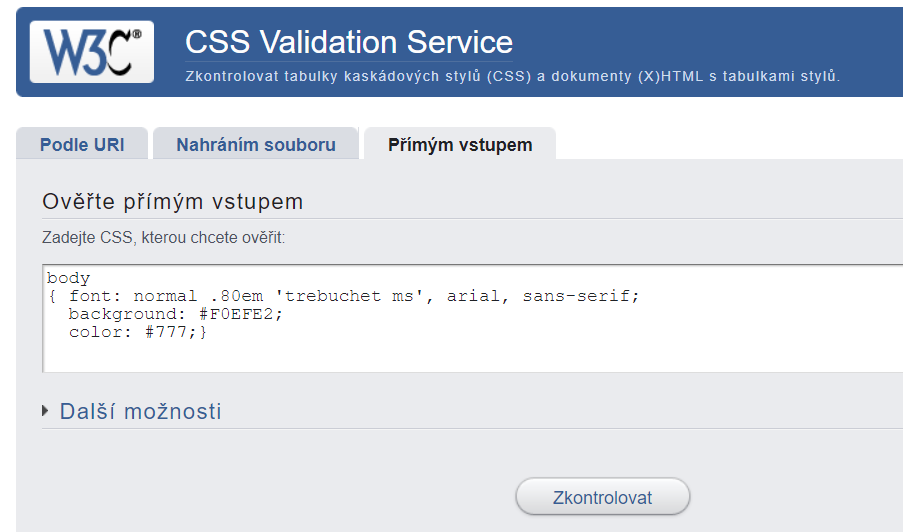 W3C®
CSS Validation Service
Zkontrolovat tabulky kaskádových stylů (CSS) a dokumenty (X)HTML s tabulkami stylů.
Podle URI
Nahráním souboru
Přímým vstupem
Ověřte přímým vstupem
Zadejte CSS, kterou chcete ověřit:
body
{ font: normal .80em 'trebuchet ms', arial, sans-serif;
  background: #F0EFE2;
  color: #777;}
Další možnosti
Zkontrolovat